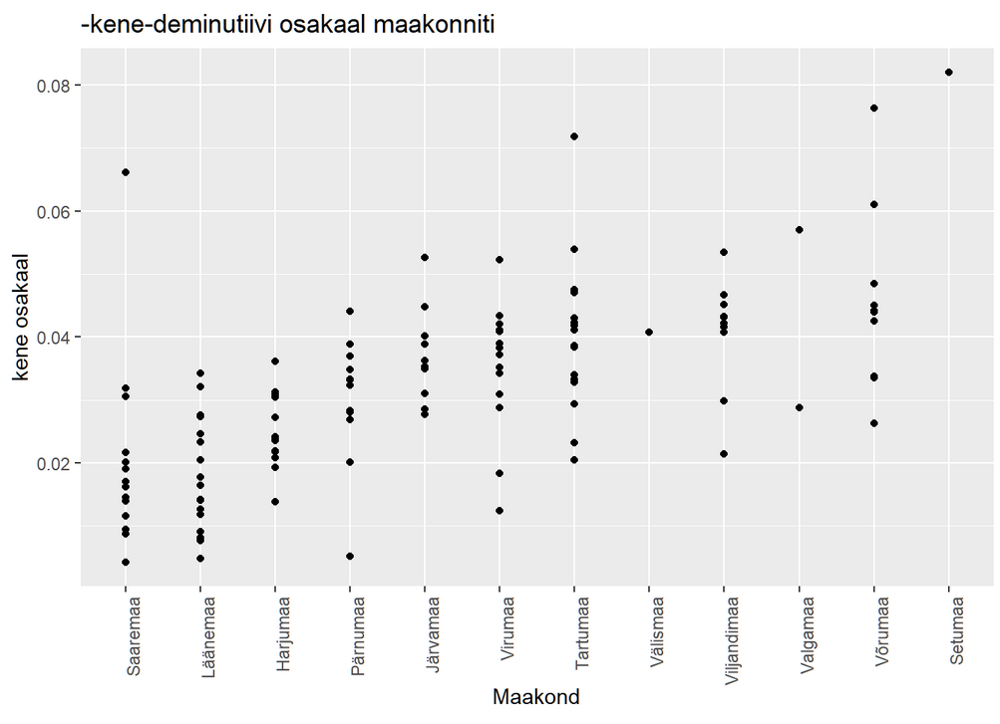 -kene-deminutiivi osakaal maakonniti
kene osakaal
0.08
0.06
0.04
0.02
Saaremaa
Läänemaa
Harjumaa
Pärnumaa
Järvamaa
Virumaa
Tartumaa
Välismaa
Viljandimaa
Valgamaa
Võrumaa
Setumaa
Maakond